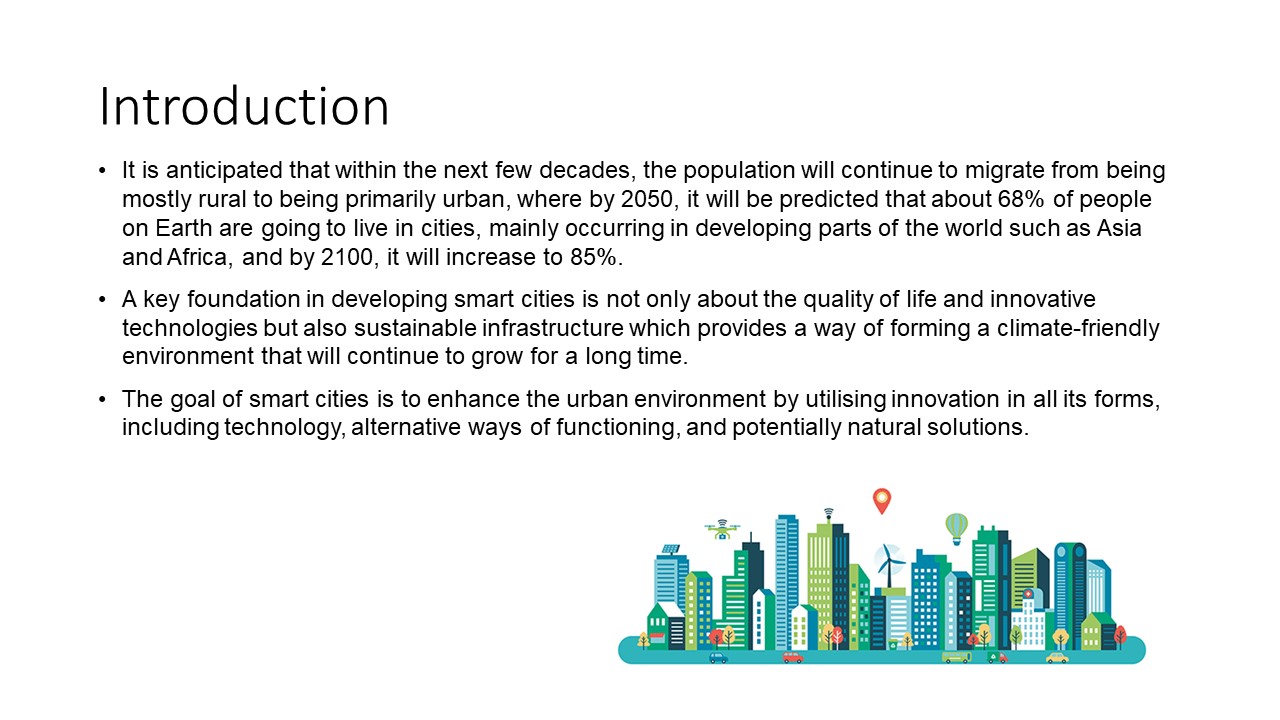 Introduction
• It is anticipated that within the next few decades, the population will continue to migrate from being
mostly rural to being primarily urban, where by 2050, it will be predicted that about 68% of people
on Earth are going to live in cities, mainly occurring in developing parts of the world such as Asia
and Africa, and by 2100, it will increase to 85%.
• A key foundation in developing smart cities is not only about the quality of life and innovative
technologies but also sustainable infrastructure which provides a way of forming a climate-friendly
environment that will continue to grow for a long time.
• The goal of smart cities is to enhance the urban environment by utilising innovation in all its forms,
including technology, alternative ways of functioning, and potentially natural solutions.